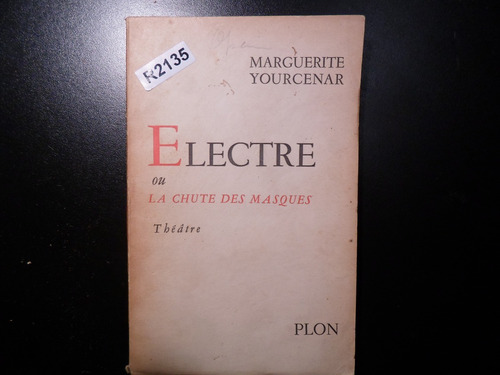 R2135
MARGUERITE
YOURCENAR
ELECTRE
ou
LA CHUTE DES MASQUES
Théâtre
PLON